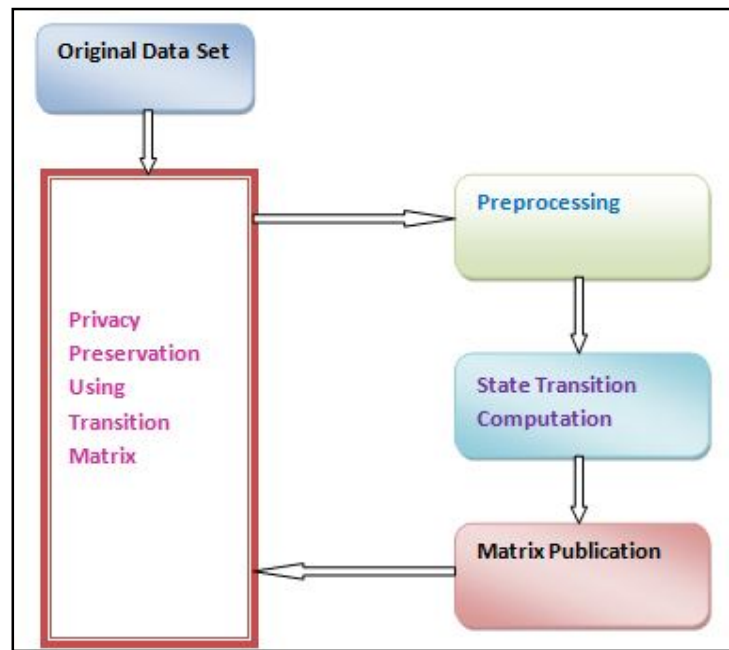 Original Data Set
Preprocessing
Privacy
Preservation
Using
Transition
Matrix
State Transition
Computation
Matrix Publication